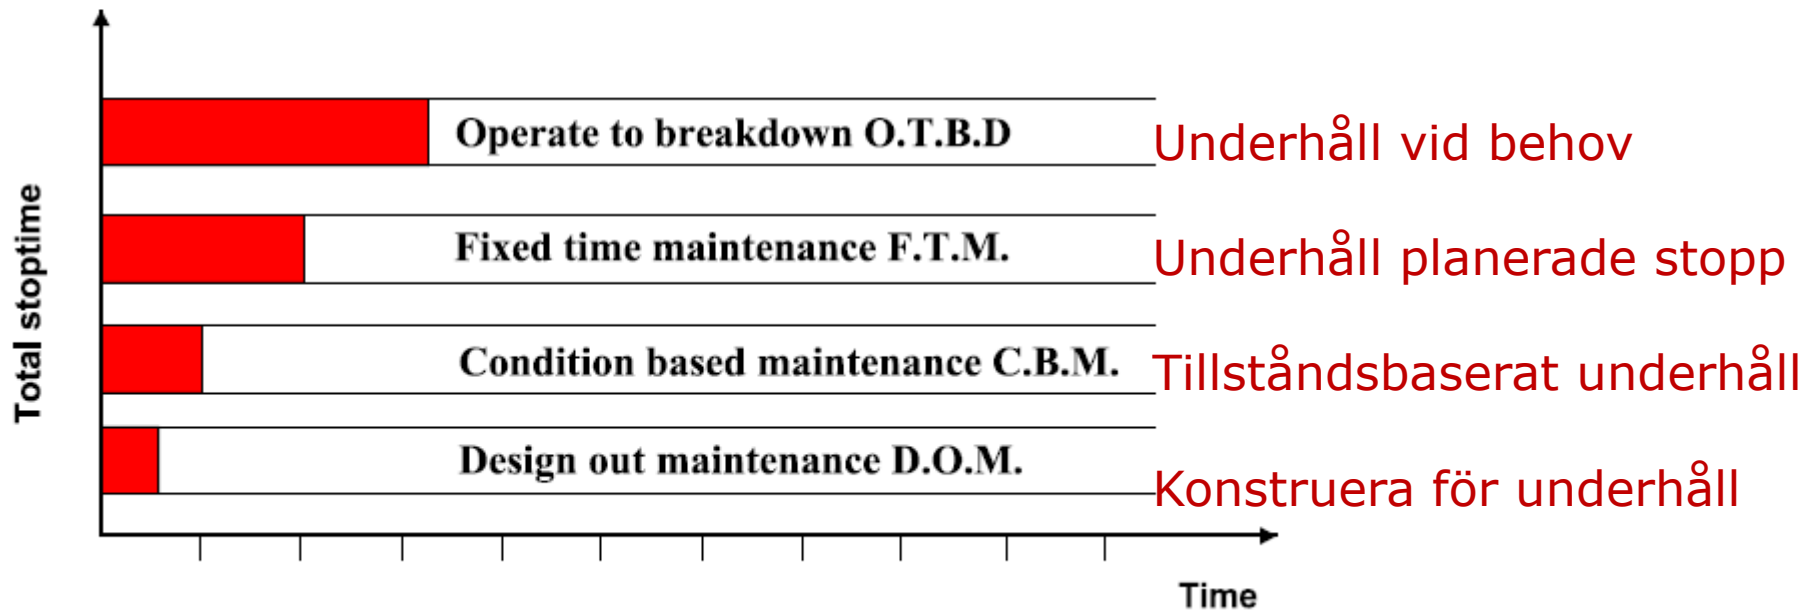 Operate to breakdown O.T.B.D
Underhåll vid behov
Fixed time maintenance F.T.M.
Underhåll planerade stopp
Condition based maintenance C.B.M.
Tillståndsbaserat underhåll
Design out maintenance D.O.M.
Konstruera för underhåll
Total stoptime
Time